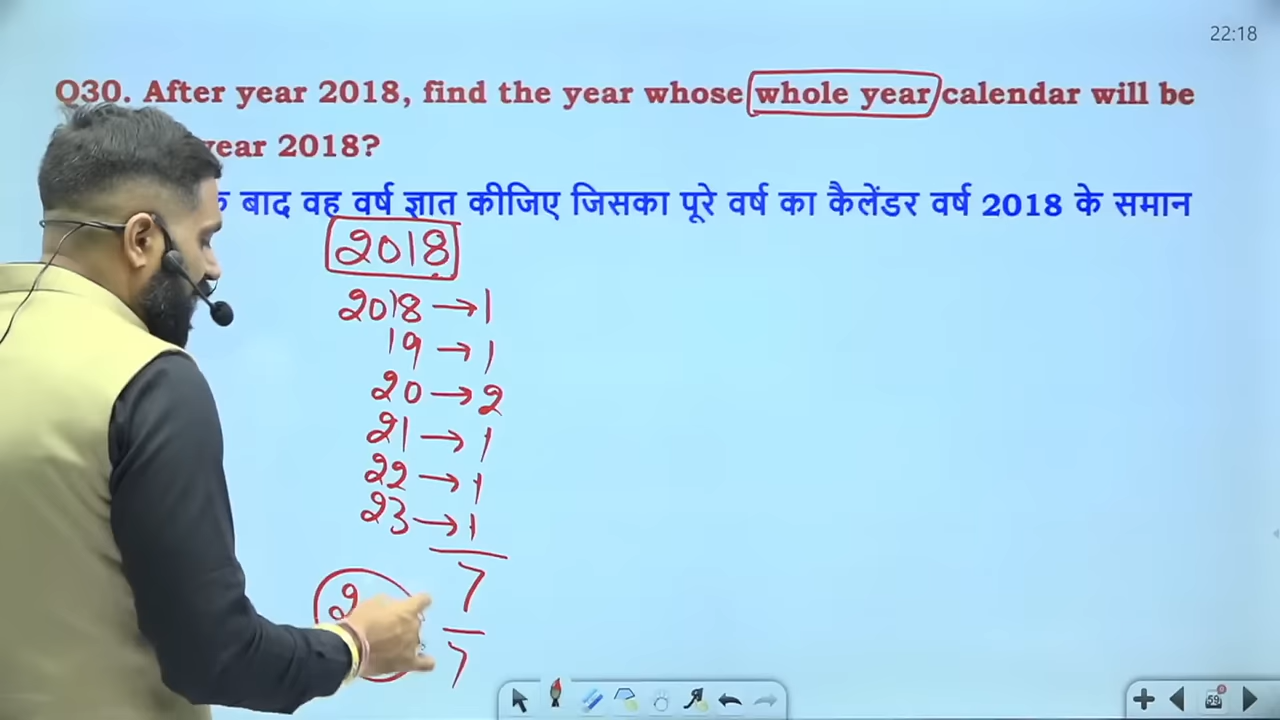 22:18
Q30. After year 2018, find the year whose whole year calendar will be
year 2018?
बाद वह वर्ष ज्ञात कीजिए जिसका पूरे वर्ष का कैलेंडर वर्ष 2018 के समान
2018
2018 → 1
19 → 1
20 → 2
21 → 1
22 → 1
23 → 1
7
2
7
59